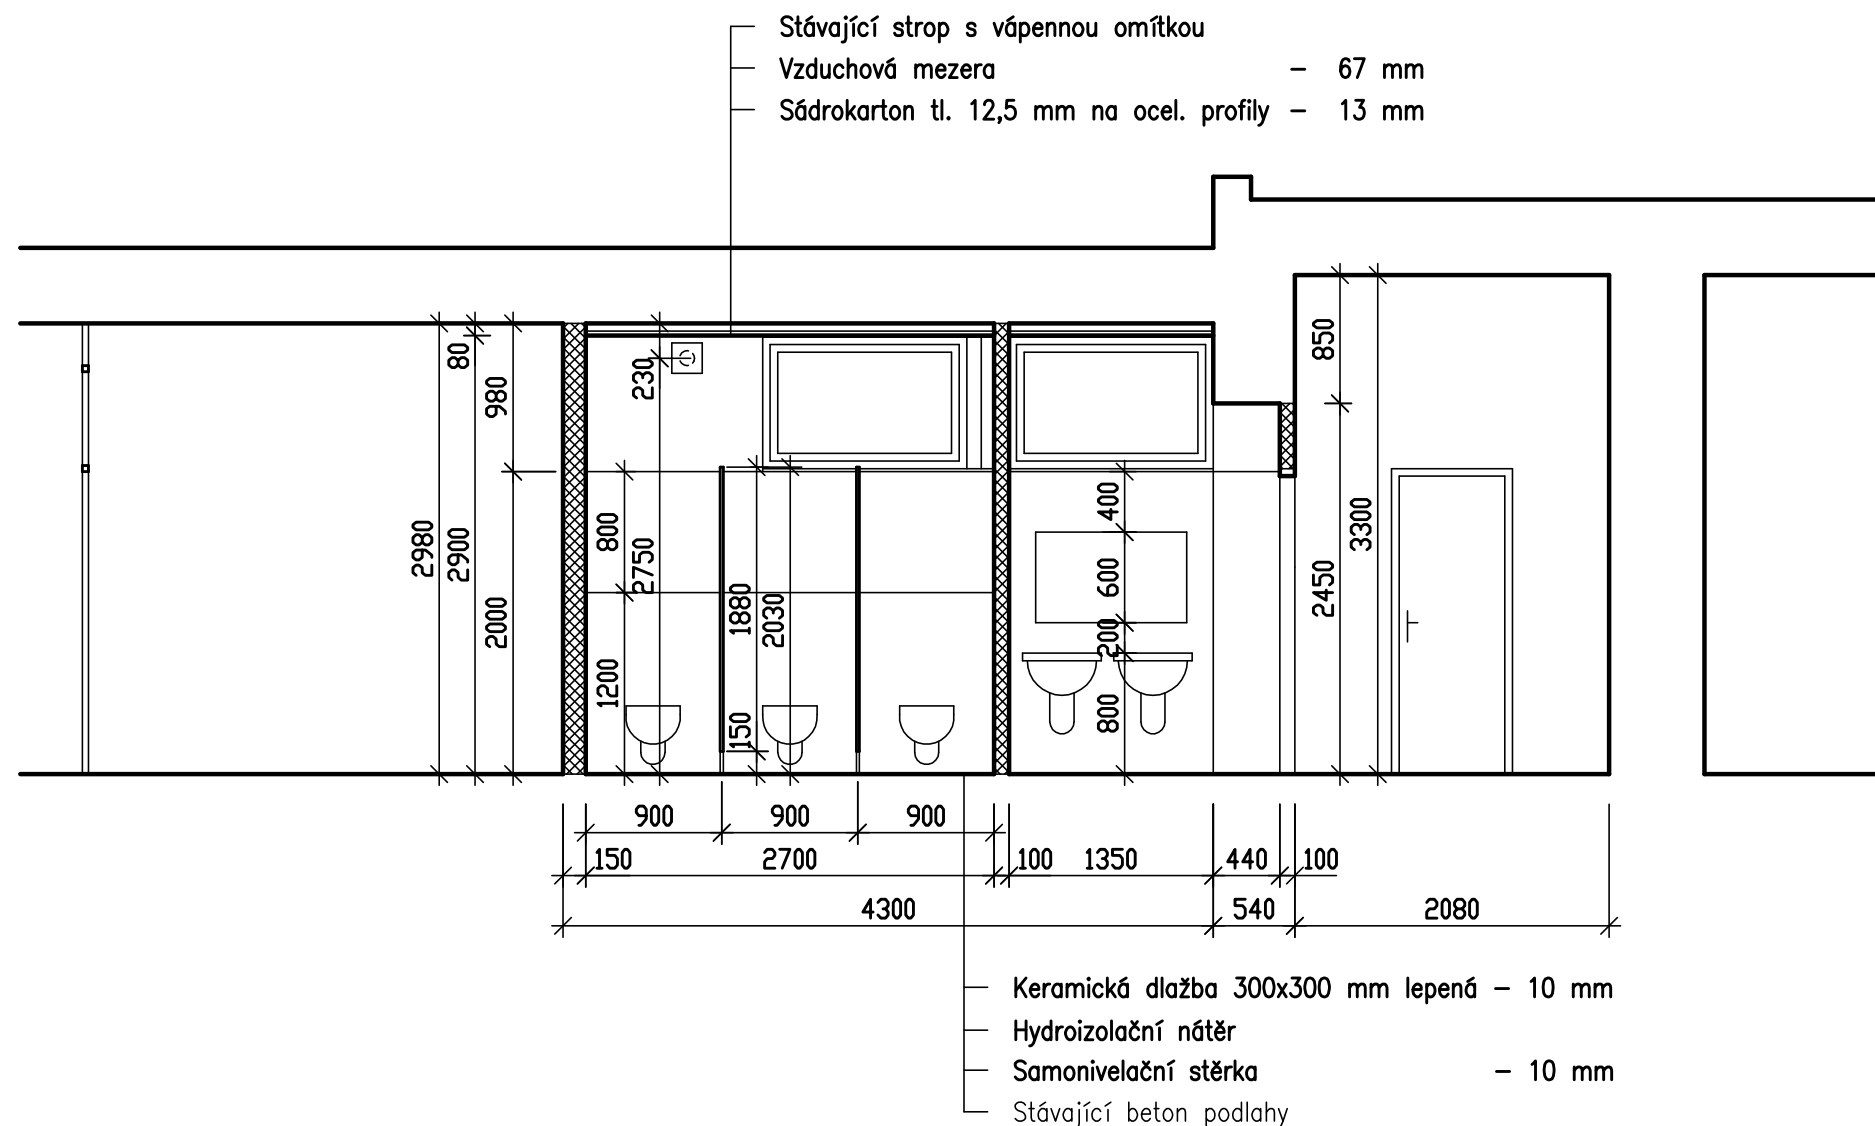 Stávající strop s vápennou omítkou
Vzduchová mezera – 67 mm
Sádrokarton tl. 12,5 mm na ocel. profily – 13 mm
80
980
230
850
2980
2900
2000
800
2750
1200
1880
2030
150
400
600
200
800
2450
3300
900 900 900
150 2700 100 1350 440 100
4300 540 2080
Keramická dlažba 300x300 mm lepená – 10 mm
Hydroizolační nátěr
Samonivelační stěrka – 10 mm
Stávající beton podlahy